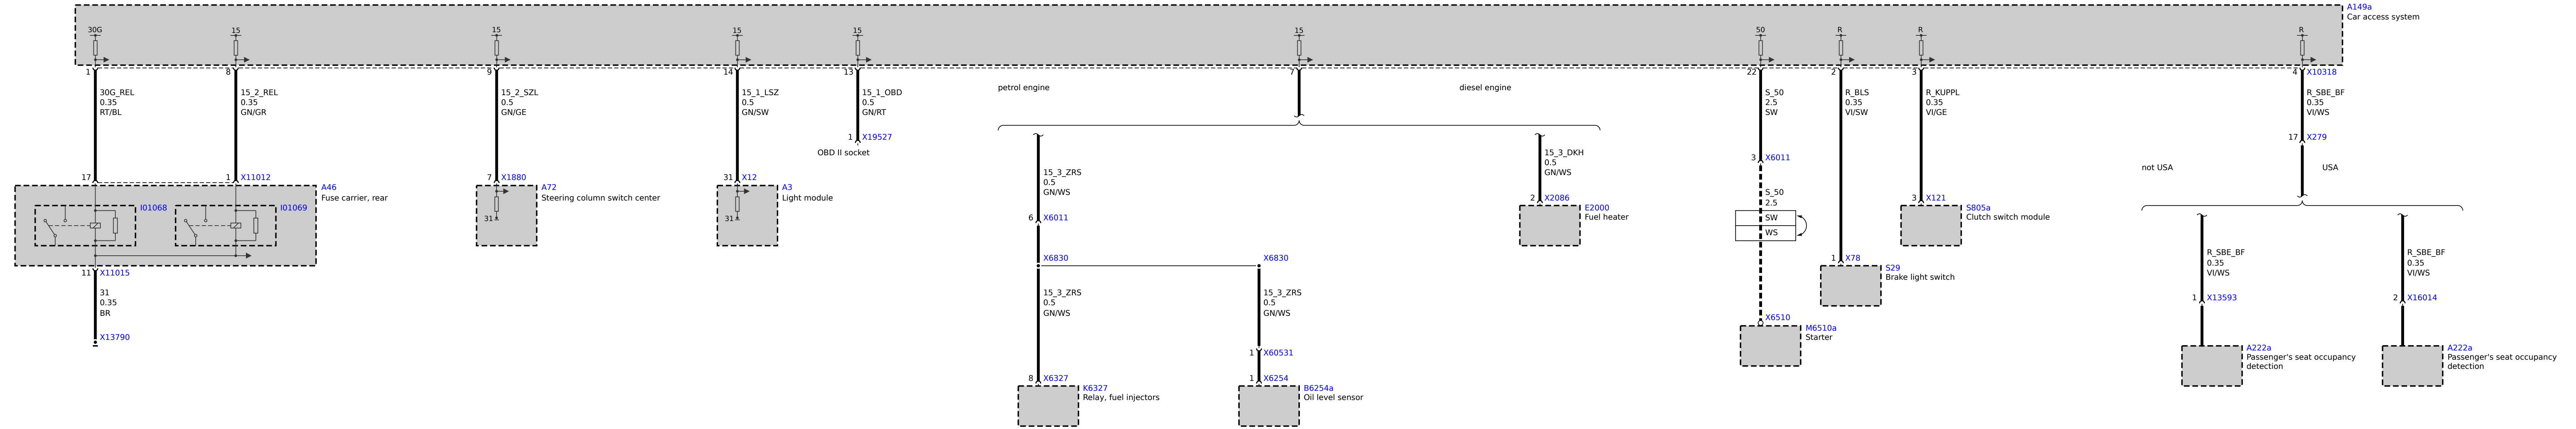 A149a
Car access system
30G
15
15
15
15
15
50
R
R
R
1
8
9
14
13
7
22
2
3
4 X10318
30G_REL
0.35
RT/BL
15_2_REL
0.35
GN/GR
15_2_SZL
0.5
GN/GE
15_1_LSZ
0.5
GN/SW
15_1_OBD
0.5
GN/RT
petrol engine
diesel engine
S_50
2.5
SW
R_BLS
0.35
VI/SW
R_KUPPL
0.35
VI/GE
R_SBE_BF
0.35
VI/WS
1 X19527
OBD II socket
17 X279
15_3_DKH
0.5
GN/WS
3 X6011
not USA
USA
17
1 X11012
7 X1880
31 X12
15_3_ZRS
0.5
GN/WS
A46
Fuse carrier, rear
A72
Steering column switch center
A3
Light module
2 X2086
S_50
2.5
3 X121
I01068
I01069
31
31
6 X6011
E2000
Fuel heater
SW
WS
S805a
Clutch switch module
X6830
X6830
1 X78
R_SBE_BF
0.35
VI/WS
R_SBE_BF
0.35
VI/WS
11 X11015
S29
Brake light switch
31
0.35
BR
15_3_ZRS
0.5
GN/WS
15_3_ZRS
0.5
GN/WS
1 X13593
2 X16014
X13790
X6510
M6510a
Starter
1 X60531
A222a
Passenger's seat occupancy
detection
A222a
Passenger's seat occupancy
detection
8 X6327
1 X6254
K6327
Relay, fuel injectors
B6254a
Oil level sensor